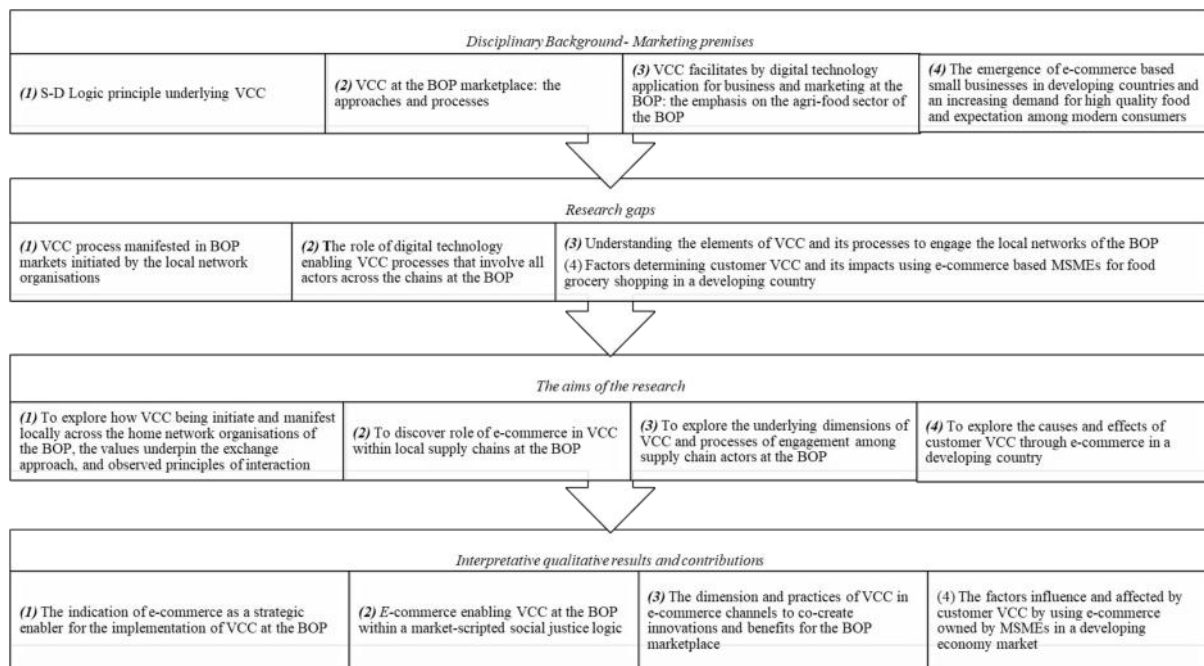 Disciplinary Background - Marketing premises
(1) S-D Logic principle underlying VCC
(2) VCC at the BOP marketplace: the
approaches and processes
(3) VCC facilitates by digital technology
application for business and marketing at the
BOP: the emphasis on the agri-food sector of
the BOP
(4) The emergence of e-commerce based
small businesses in developing countries and
an increasing demand for high quality food
and expectation among modern consumers
Research gaps
(1) VCC process manifested in BOP
markets initiated by the local network
organisations
(2) The role of digital technology
enabling VCC processes that involve all
actors across the chains at the BOP
(3) Understanding the elements of VCC and its processes to engage the local networks of the BOP
(4) Factors determining customer VCC and its impacts using e-commerce based MSMEs for food
grocery shopping in a developing country
The aims of the research
(1) To explore how VCC being initiate and manifest
locally across the home network organisations of
the BOP, the values underpin the exchange
approach, and observed principles of interaction
(2) To discover role of e-commerce in VCC
within local supply chains at the BOP
(3) To explore the underlying dimensions of
VCC and processes of engagement among
supply chain actors at the BOP
(4) To explore the causes and effects of
customer VCC through e-commerce in a
developing country
Interpretative qualitative results and contributions
(1) The indication of e-commerce as a strategic
enabler for the implementation of VCC at the BOP
(2) E-commerce enabling VCC at the BOP
within a market-scripted social justice logic
(3) The dimension and practices of VCC in
e-commerce channels to co-create
innovations and benefits for the BOP
marketplace
(4) The factors influence and affected by
customer VCC by using e-commerce
owned by MSMEs in a developing
economy market